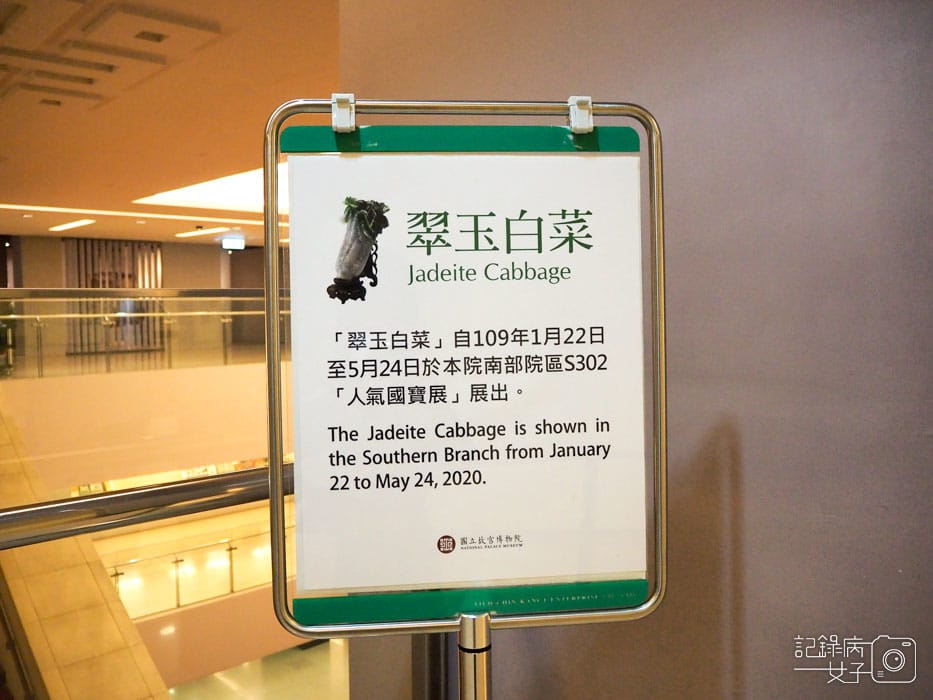 翠玉白菜
Jadeite Cabbage
「翠玉白菜」自109年1月22日
至5月24日於本院南部院區S302
「人氣國寶展」展出。
The Jadeite Cabbage is shown in
the Southern Branch from January
22 to May 24, 2020.
國立故宮博物院
NATIONAL PALACE MUSEUM
記錄病
女子